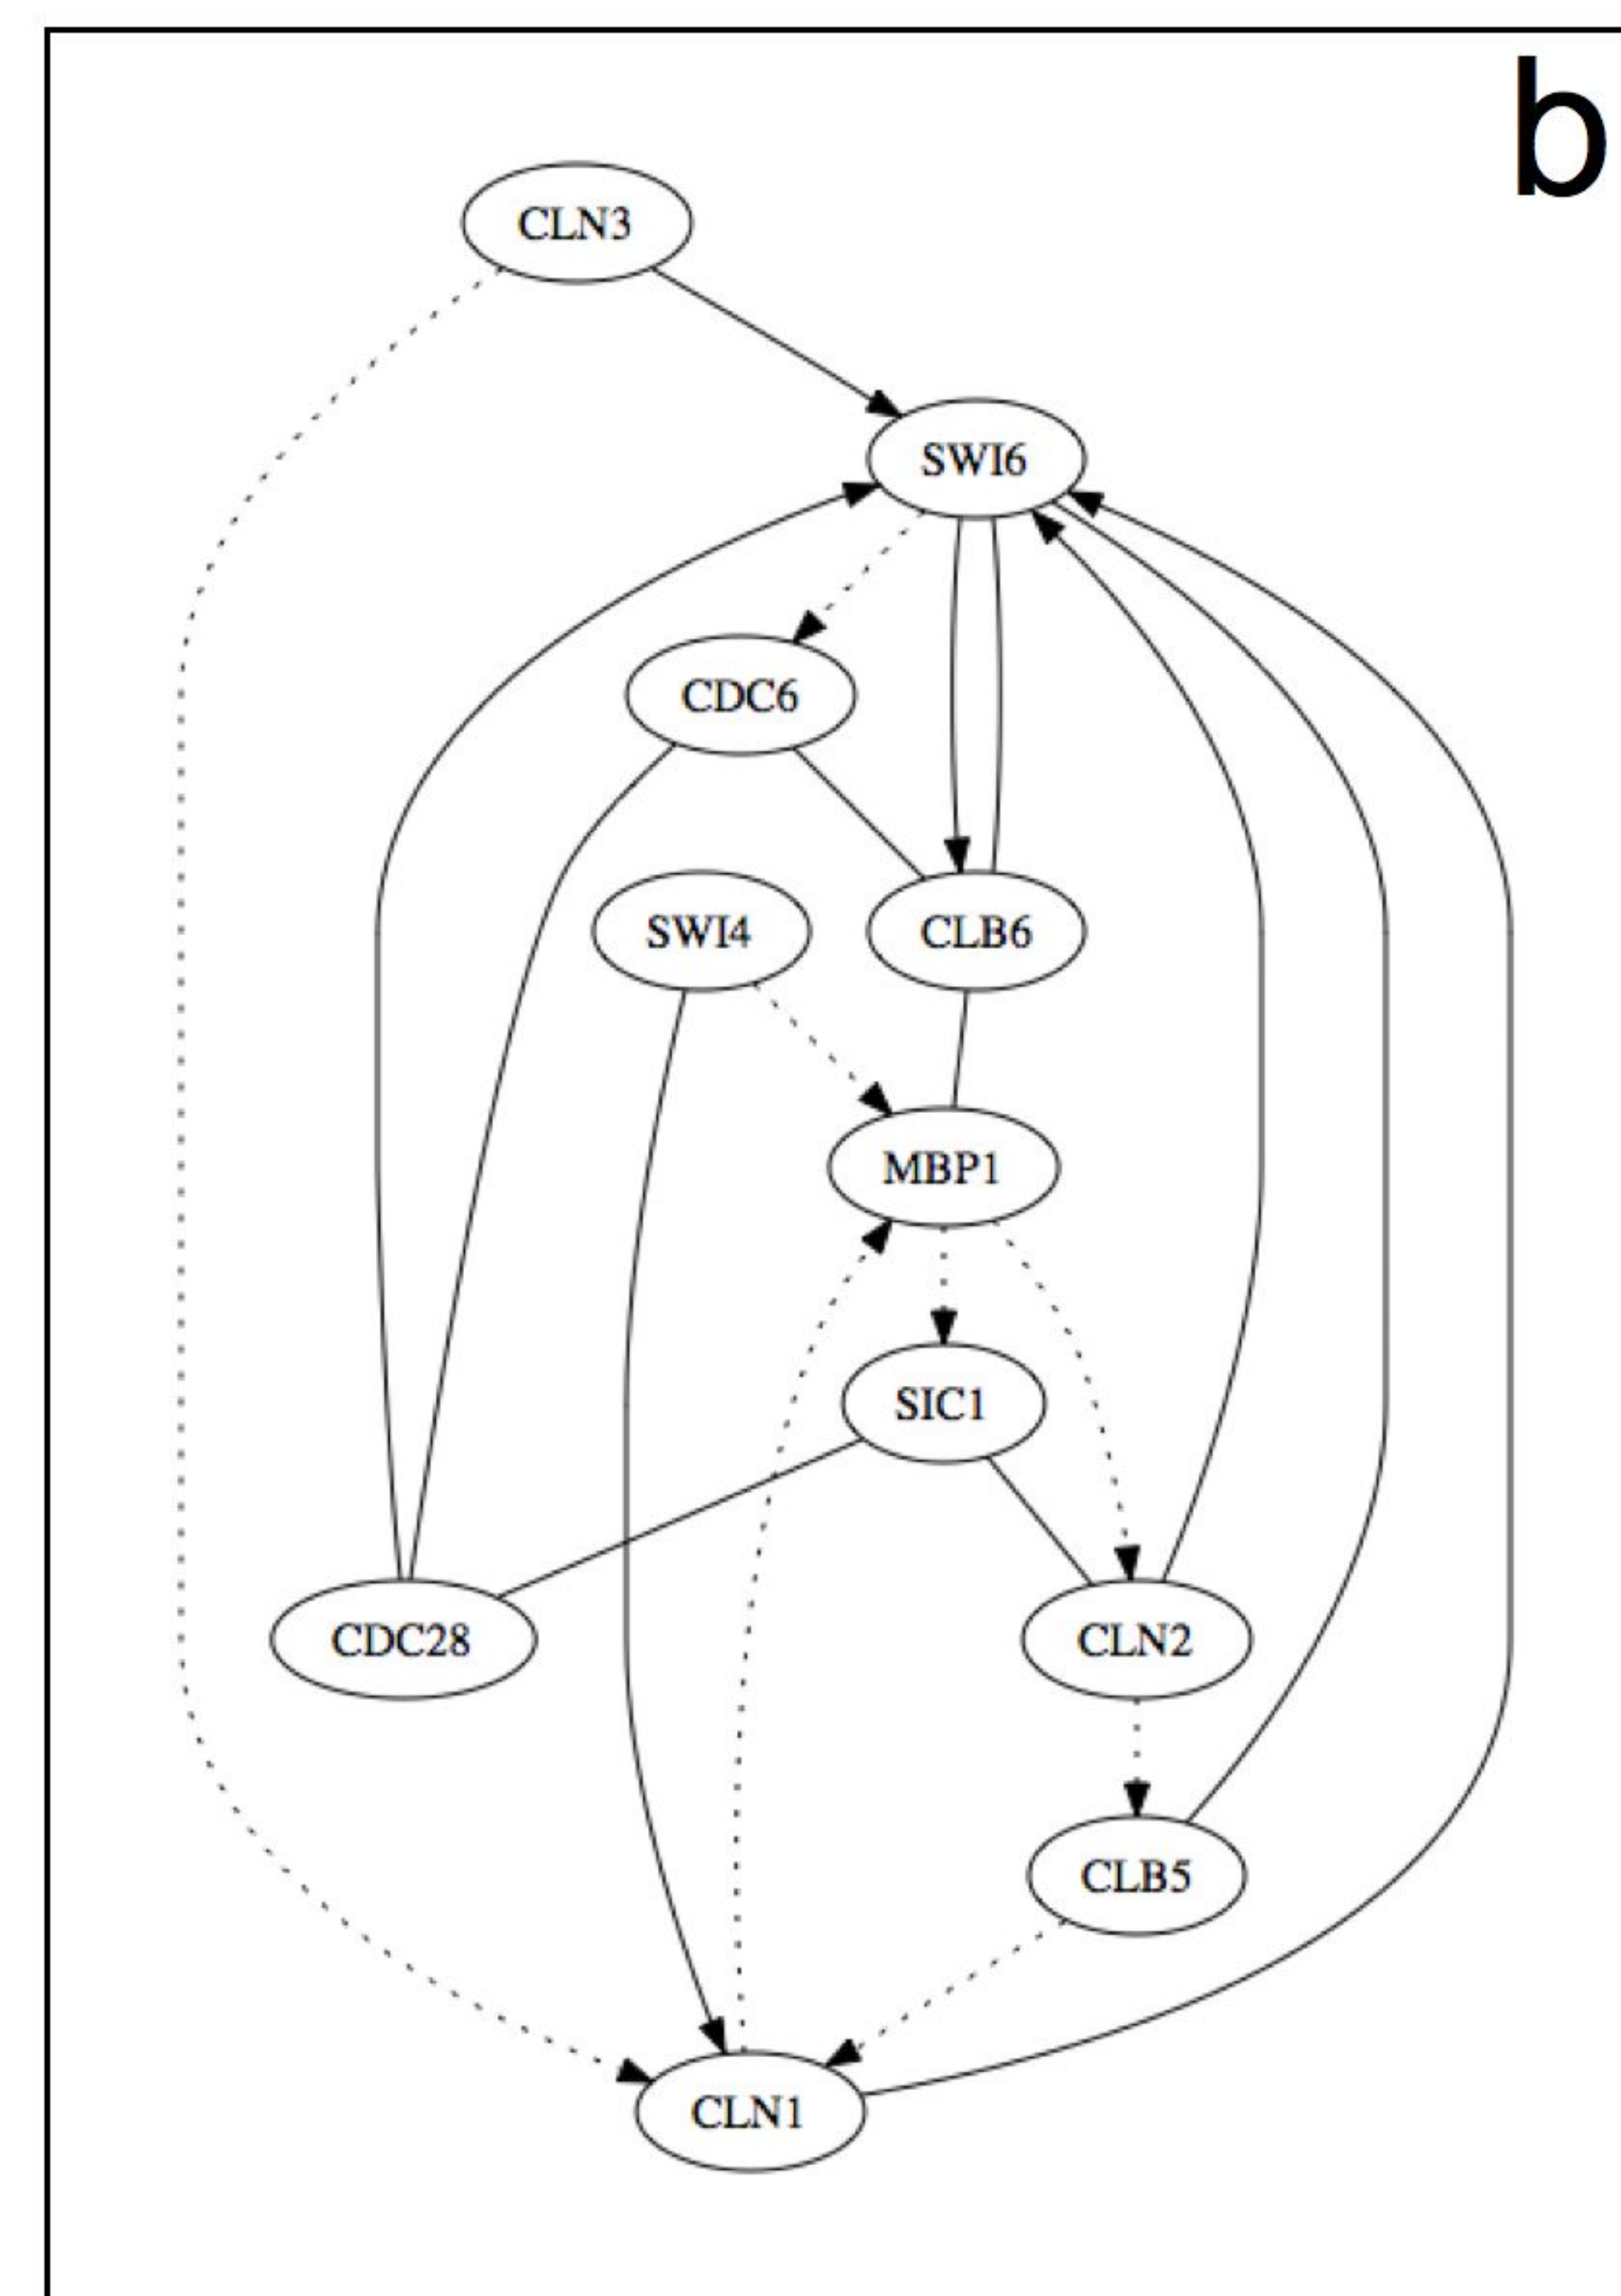 b
CLN3
SWI6
CDC6
SWI4 CLB6
MBP1
SIC1
CDC28 CLN2
CLB5
CLN1